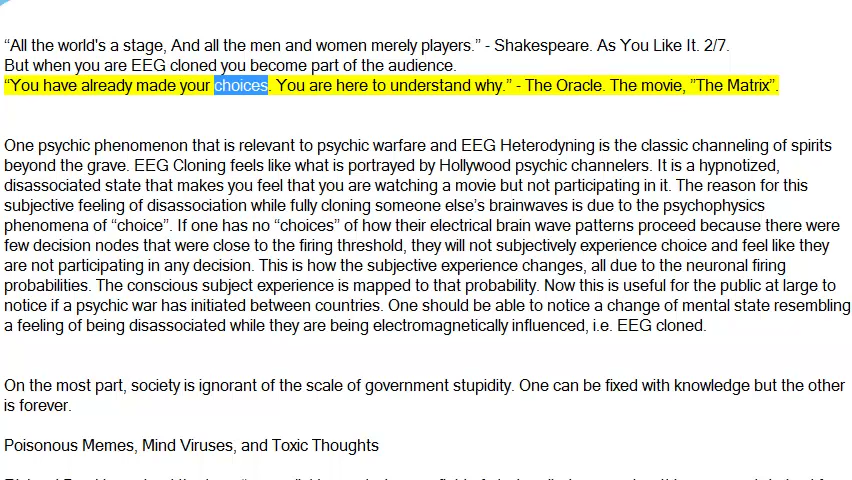 “All the world's a stage, And all the men and women merely players.” - Shakespeare. As You Like It. 2/7.
But when you are EEG cloned you become part of the audience.
“You have already made your choices. You are here to understand why.” - The Oracle. The movie, ”The Matrix”.
One psychic phenomenon that is relevant to psychic warfare and EEG Heterodyning is the classic channeling of spirits
beyond the grave. EEG Cloning feels like what is portrayed by Hollywood psychic channelers. It is a hypnotized,
disassociated state that makes you feel that you are watching a movie but not participating in it. The reason for this
subjective feeling of disassociation while fully cloning someone else’s brainwaves is due to the psychophysics
phenomena of “choice”. If one has no “choices” of how their electrical brain wave patterns proceed because there were
few decision nodes that were close to the firing threshold, they will not subjectively experience choice and feel like they
are not participating in any decision. This is how the subjective experience changes, all due to the neuronal firing
probabilities. The conscious subject experience is mapped to that probability. Now this is useful for the public at large to
notice if a psychic war has initiated between countries. One should be able to notice a change of mental state resembling
a feeling of being disassociated while they are being electromagnetically influenced, i.e. EEG cloned.
On the most part, society is ignorant of the scale of government stupidity. One can be fixed with knowledge but the other
is forever.
Poisonous Memes, Mind Viruses, and Toxic Thoughts